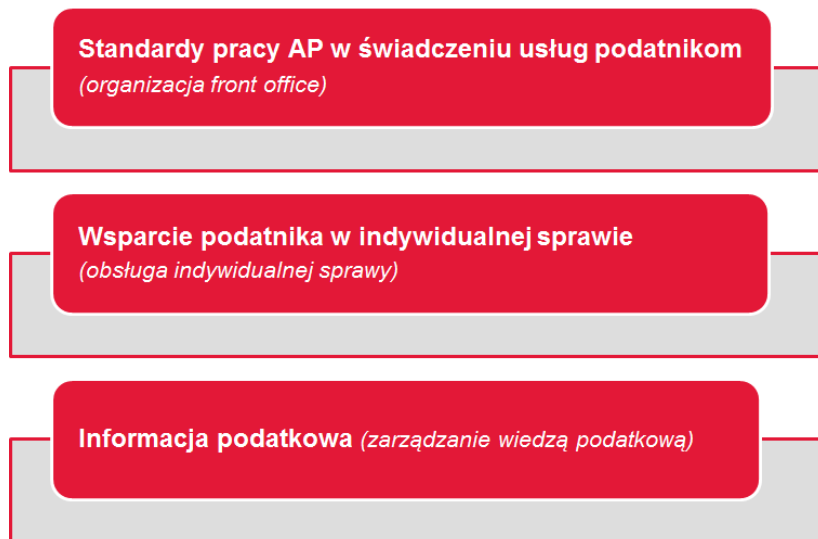 Standardy pracy AP w świadczeniu usług podatnikom
(organizacja front office)
Wsparcie podatnika w indywidualnej sprawie
(obsługa indywidualnej sprawy)
Informacja podatkowa (zarządzanie wiedzą podatkową)